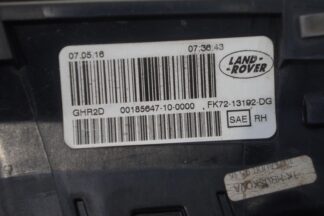 07.05.16 07:36:43
LAND-
ROVER
GHR2D 00185647-10-0000 FK72-13192-DG
SAE RH